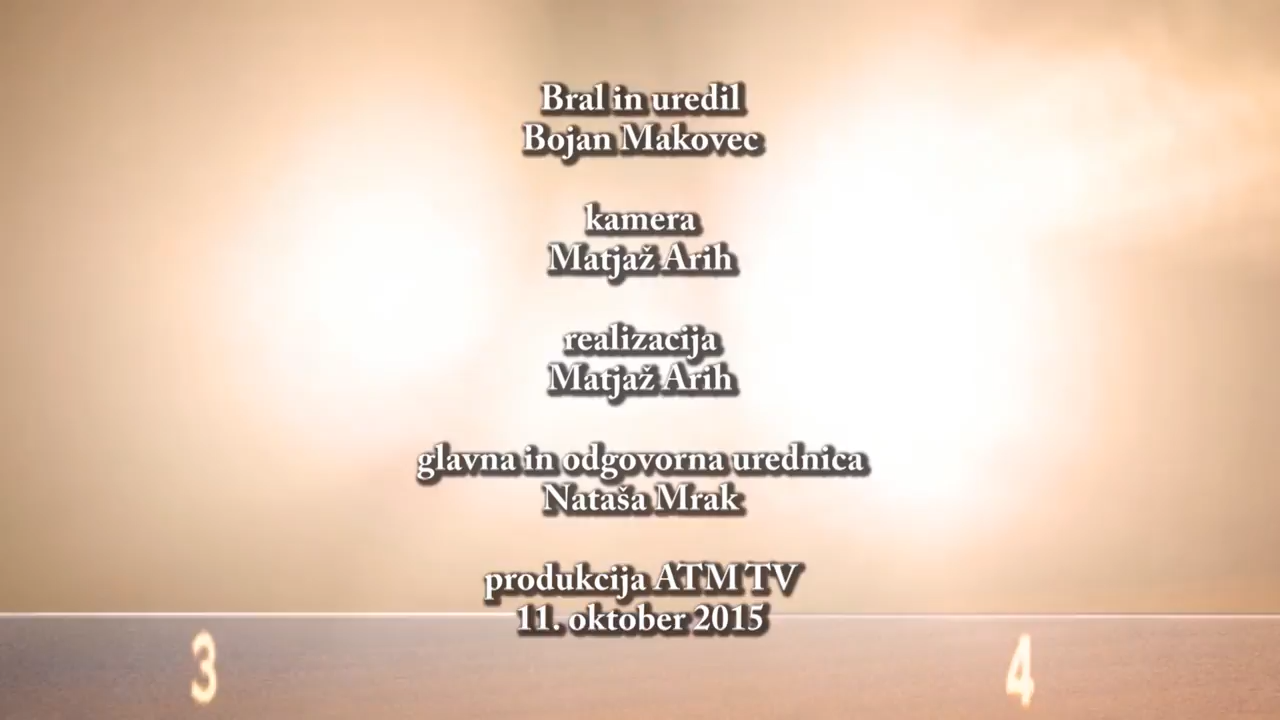 Bral in uredil
Bojan Makovec
kamera
Matjaž Arih
realizacija
Matjaž Arih
glavna in odgovorna urednica
Nataša Mrak
produkcija ATM TV
11. oktober 2015
3 4